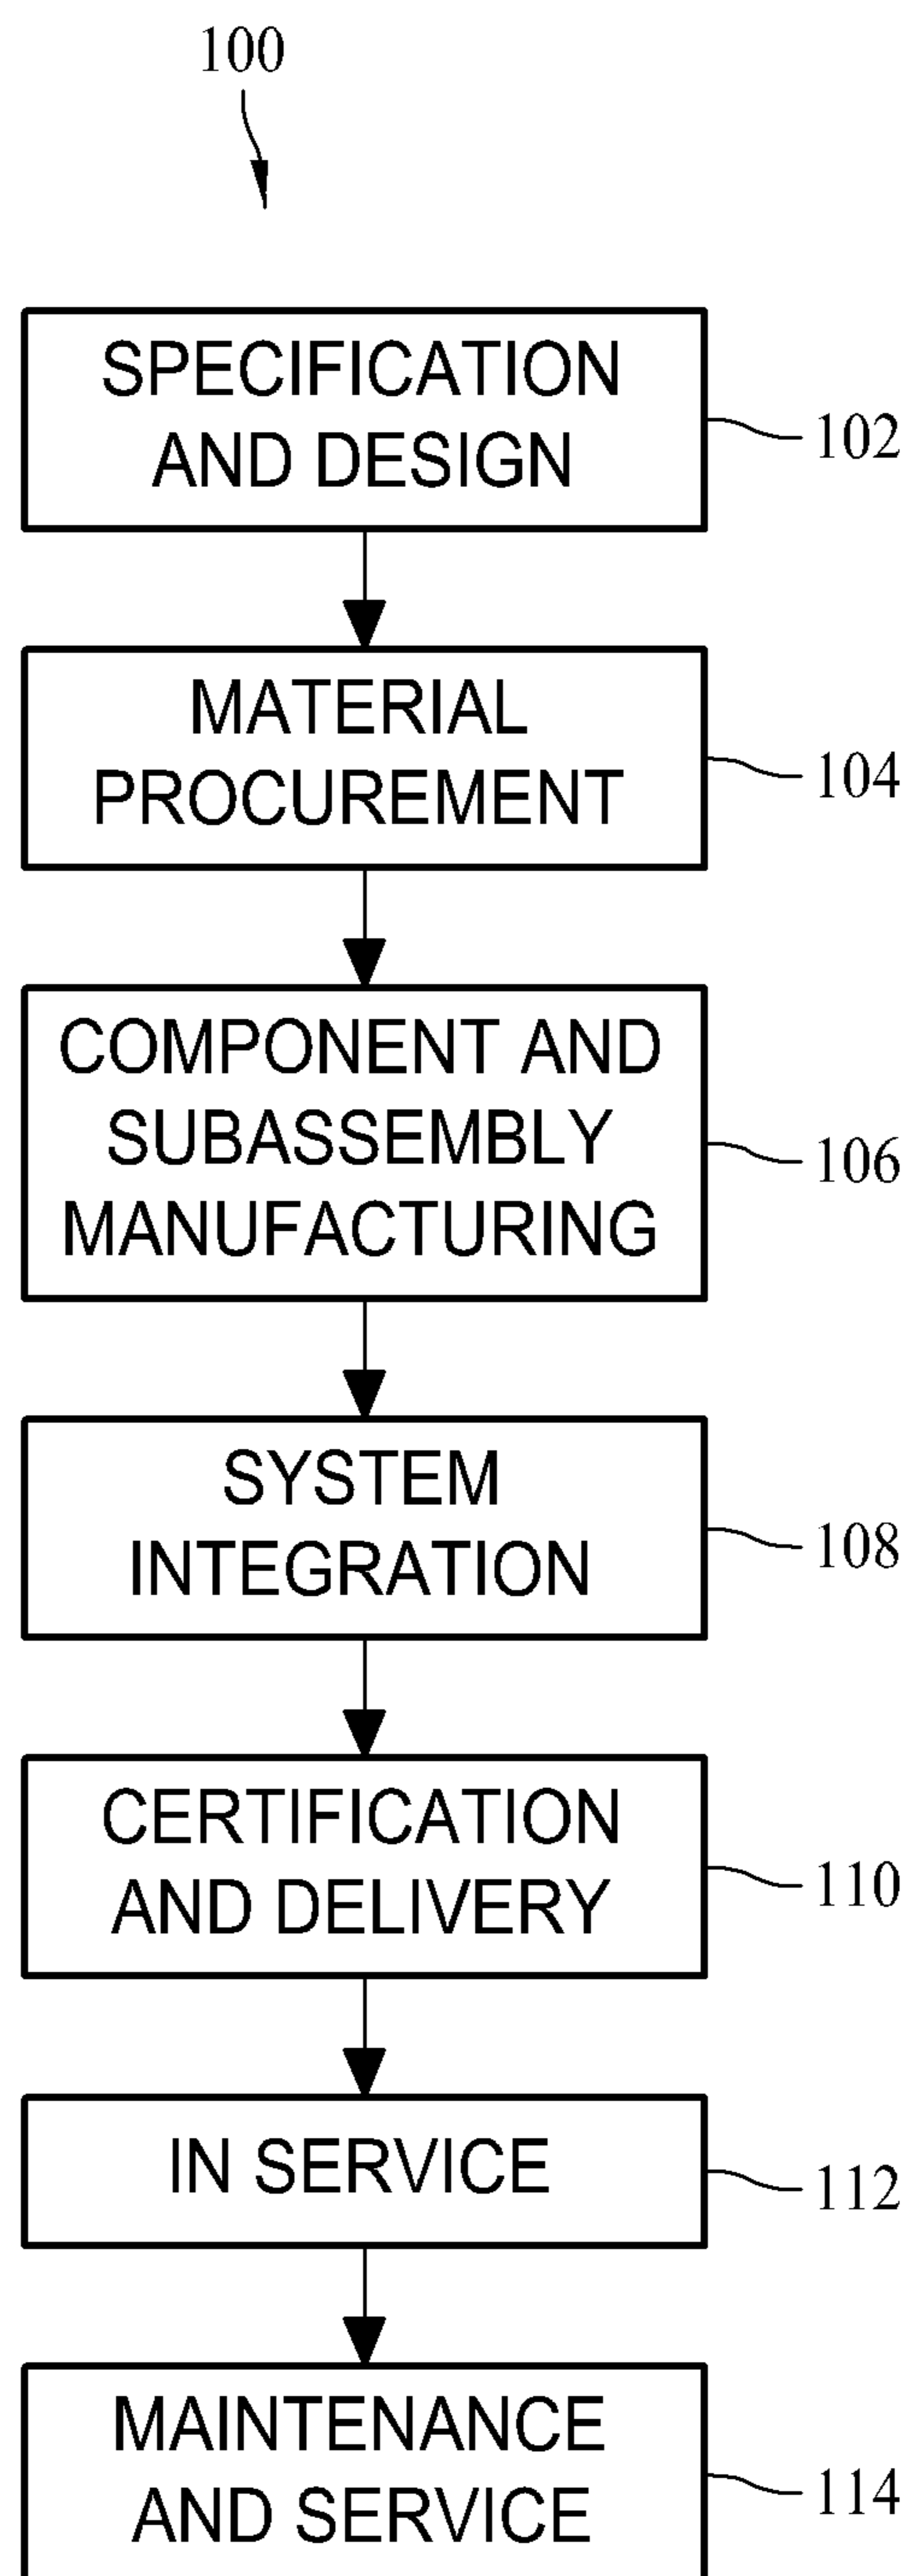 100
SPECIFICATION
AND DESIGN
102
MATERIAL
PROCUREMENT
104
COMPONENT AND
SUBASSEMBLY
MANUFACTURING
106
SYSTEM
INTEGRATION
108
CERTIFICATION
AND DELIVERY
110
IN SERVICE
112
MAINTENANCE
AND SERVICE
114